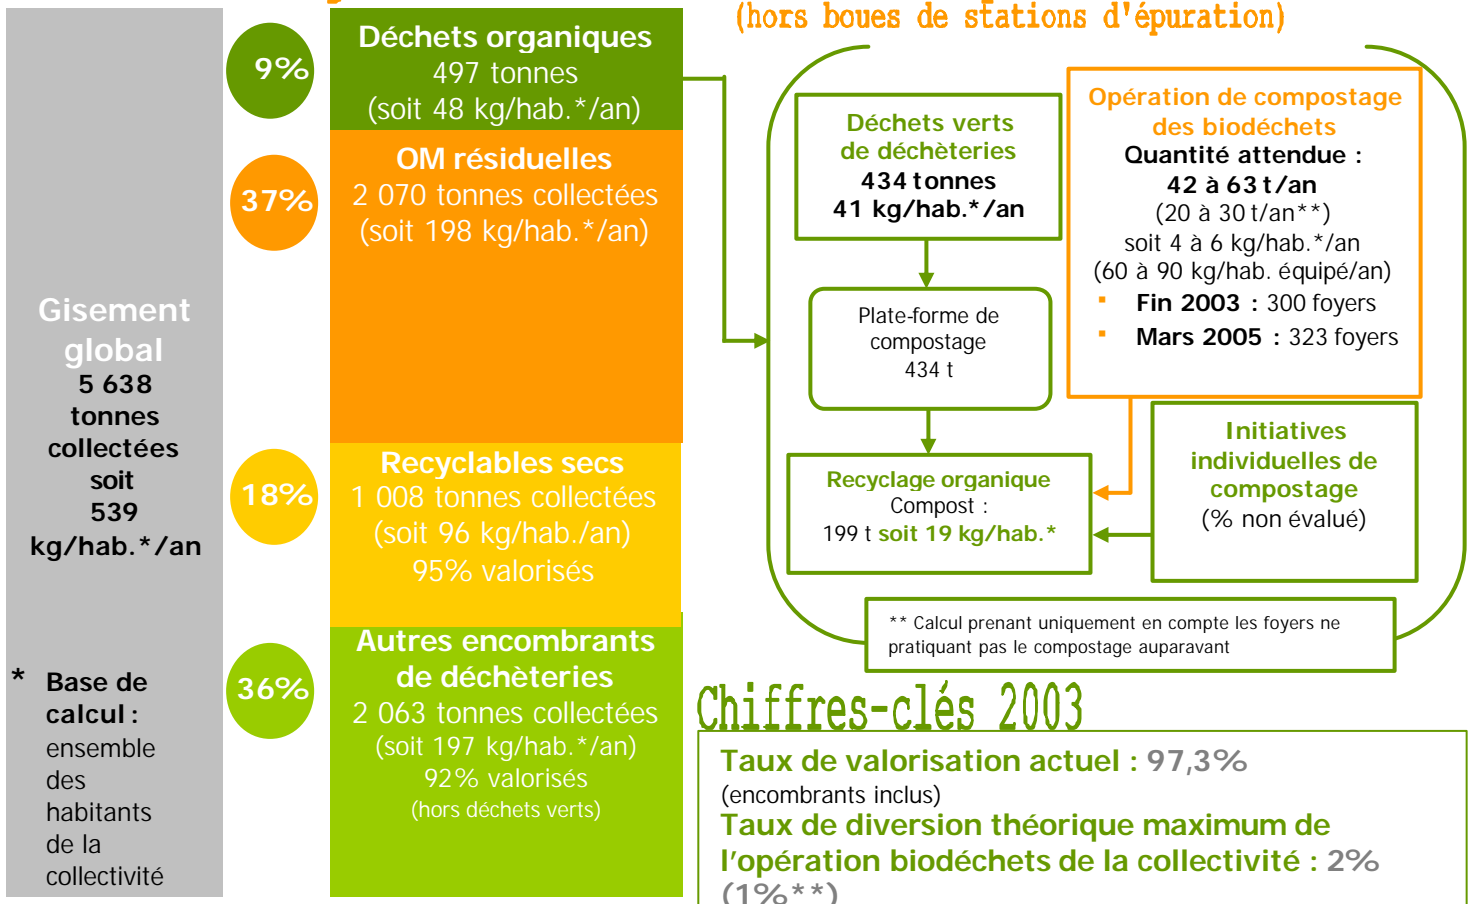 (hors boues de stations d'épuration)
Gisement
global
5 638
tonnes
collectées
soit
539
kg/hab.*/an
* Base de
calcul :
ensemble
des
habitants
de la
collectivité
9%
Déchets organiques
497 tonnes
(soit 48 kg/hab.*/an)
37%
OM résiduelles
2 070 tonnes collectées
(soit 198 kg/hab.*/an)
18%
Recyclables secs
1 008 tonnes collectées
(soit 96 kg/hab./an)
95% valorisés
36%
Autres encombrants
de déchèteries
2 063 tonnes collectées
(soit 197 kg/hab.*/an)
92% valorisés
(hors déchets verts)
Déchets verts
de déchèteries
434 tonnes
41 kg/hab.*/an
Plate-forme de
compostage
434 t
Recyclage organique
Compost :
199 t soit 19 kg/hab.*
Opération de compostage
des biodéchets
Quantité attendue :
42 à 63 t/an
(20 à 30 t/an**)
soit 4 à 6 kg/hab.*/an
(60 à 90 kg/hab. équipé/an)
▪ Fin 2003 : 300 foyers
▪ Mars 2005 : 323 foyers
Initiatives
individuelles de
compostage
(% non évalué)
** Calcul prenant uniquement en compte les foyers ne
pratiquant pas le compostage auparavant
Chiffres-clés 2003
Taux de valorisation actuel : 97,3%
(encombrants inclus)
Taux de diversion théorique maximum de
l'opération biodéchets de la collectivité : 2%
(1%**)